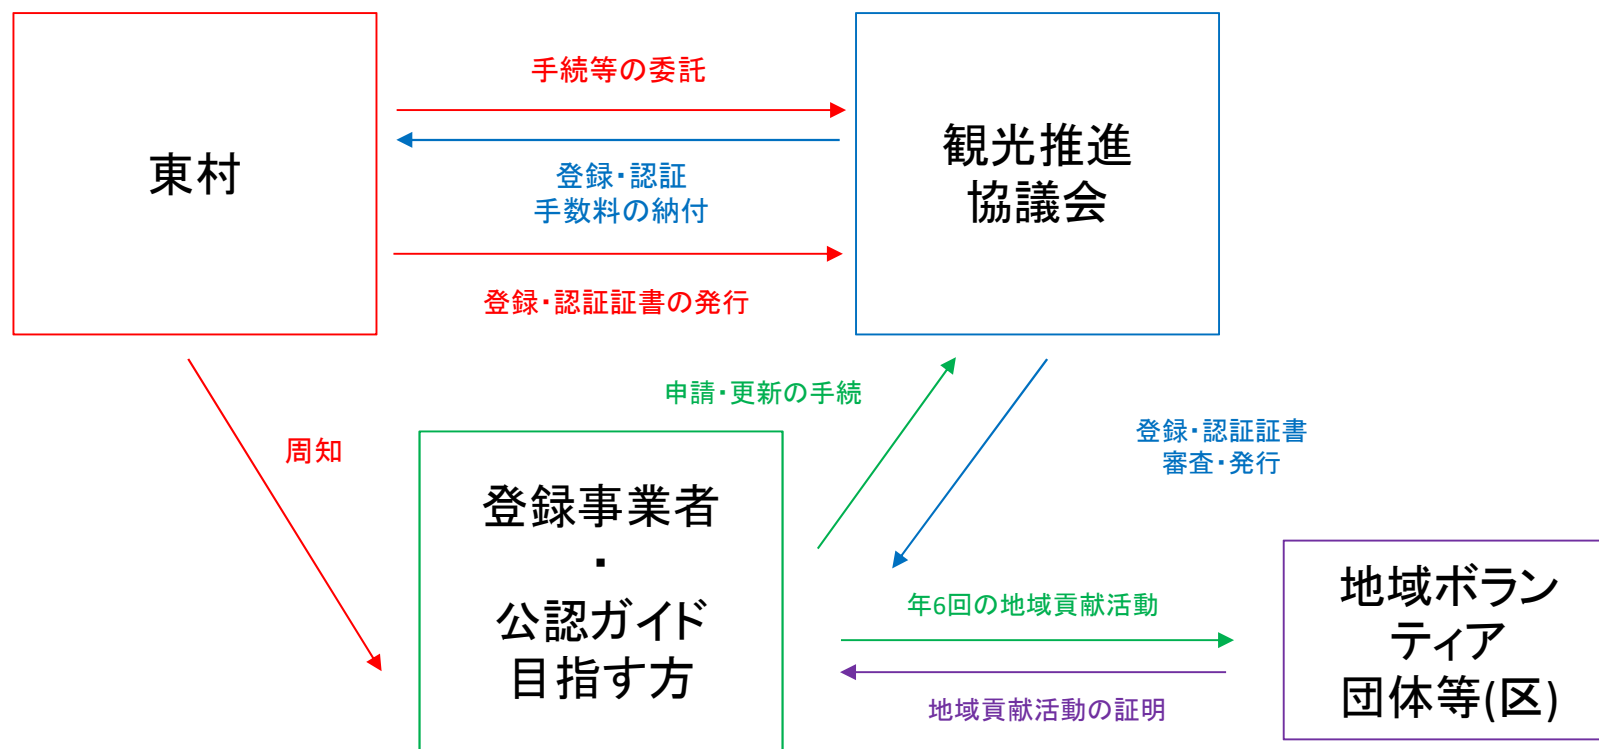 東村
手続等の委託
登録・認証
手数料の納付
登録・認証証書の発行
観光推進
協議会
周知
申請・更新の手続
登録・認証証書
審査・発行
登録事業者
・
公認ガイド
目指す方
年6回の地域貢献活動
地域貢献活動の証明
地域ボラン
ティア
団体等(区)